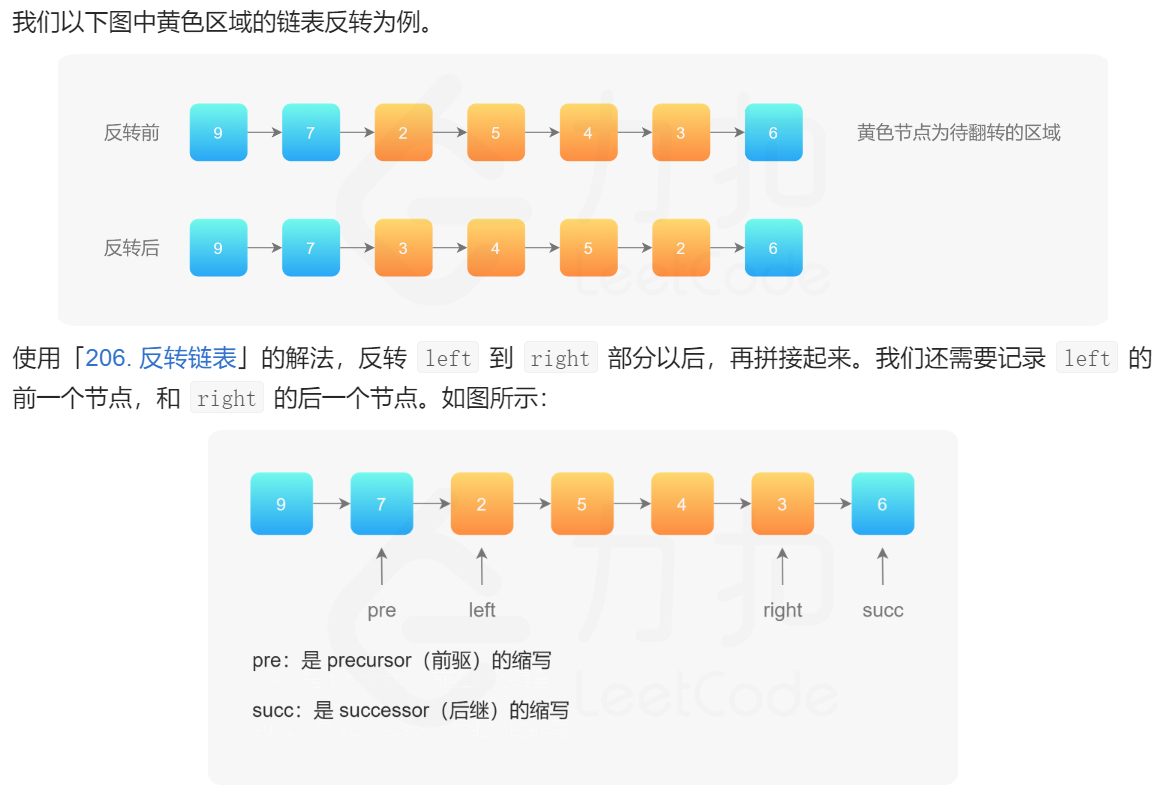 我们以下图中黄色区域的链表反转为例。
反转前 9 7 2 5 4 3 6 黄色节点为待翻转的区域
反转后 9 7 3 4 5 2 6
力扣
LeetCode
使用「206. 反转链表」的解法，反转 left 到 right 部分以后，再拼接起来。我们还需要记录 left 的
前一个节点，和 right 的后一个节点。如图所示：
9 7 2 5 4 3 6
pre left right succ
力扣
pre：是 precursor（前驱）的缩写
LeetCode
succ：是 successor（后继）的缩写